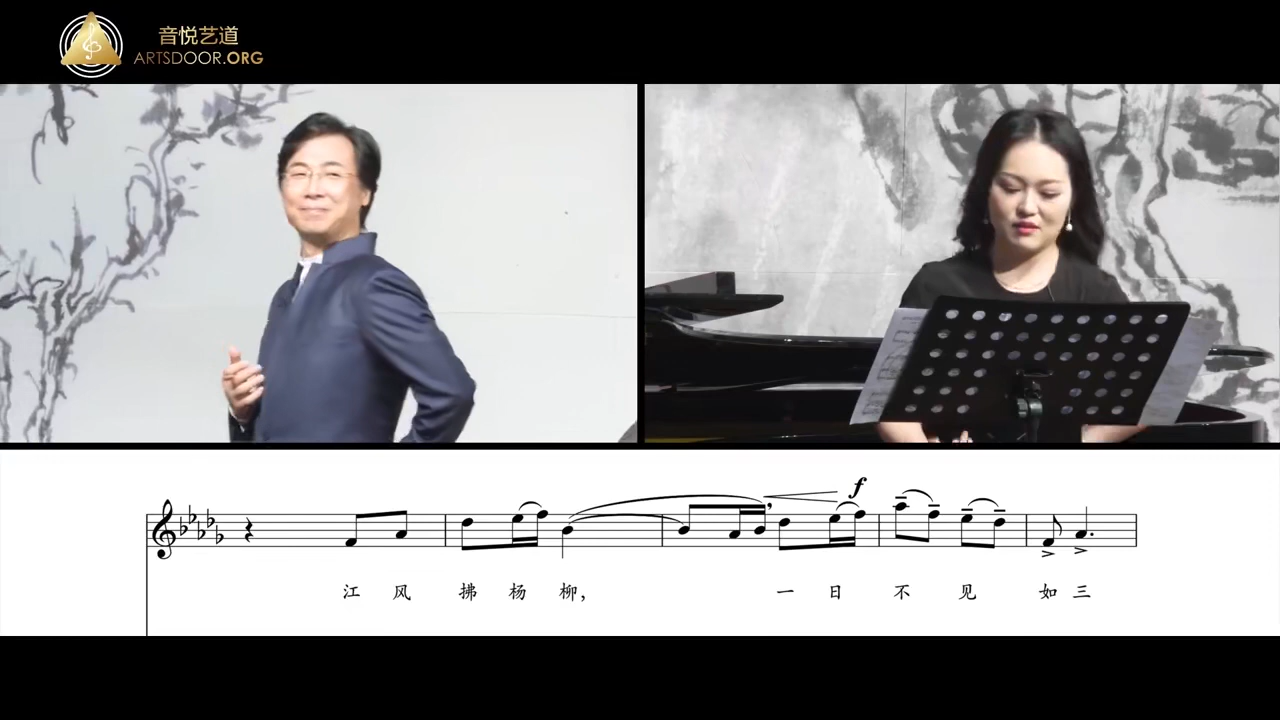 音悦艺道
ARTSDOOR.ORG
f
江 风 拂 杨 柳， 一 日 不 见 如 三